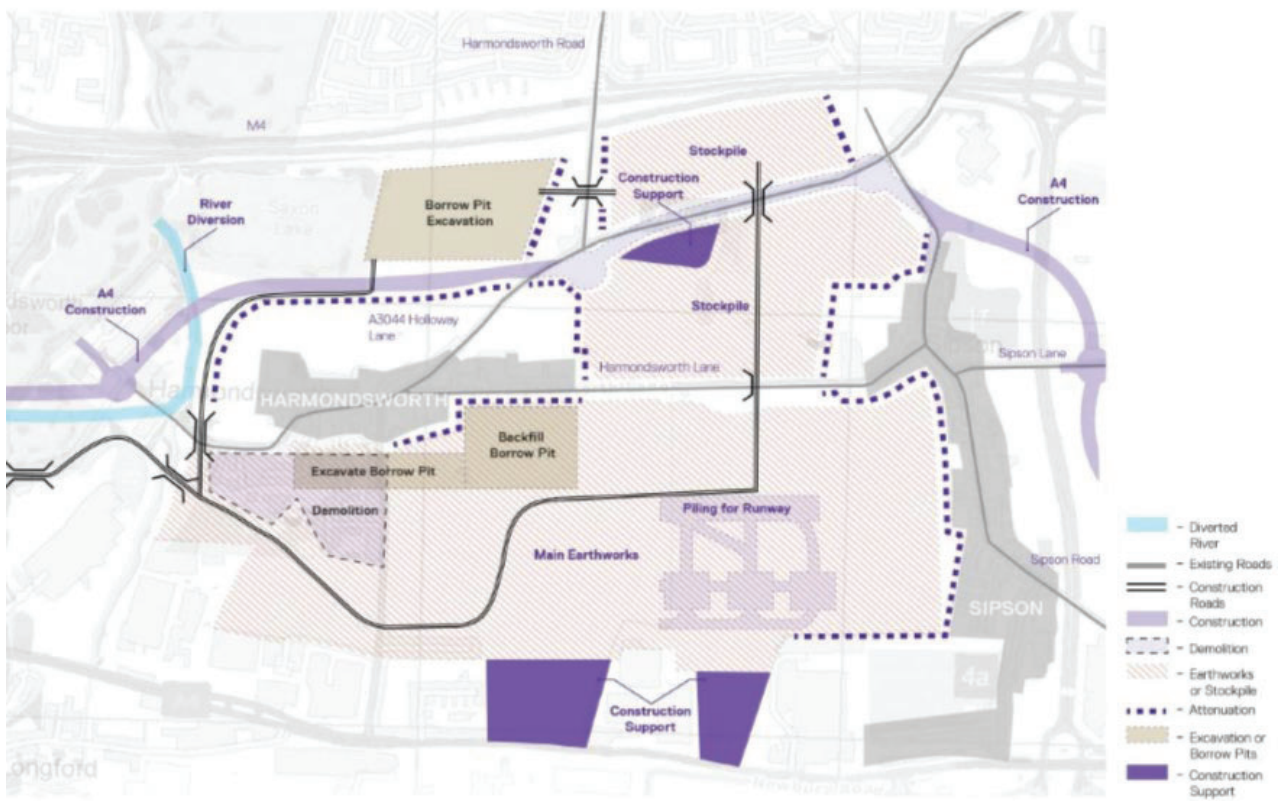 Harmondsworth Road
M4
Stockpile
Construction
Support
A4
Construction
River
Diversion
Borrow Pit
Excavation
Saxon
Lake
A4
Construction
Stockpile
A3044 Holloway
Lane
Harmondsworth Lane
Sipson Lane
HARMONDSWORTH
Backfill
Borrow Pit
Excavate Borrow Pit
Demolition
Piling for Runway
Main Earthworks
Sipson Road
SIPSON
4a
Construction
Support
ongford
- Diverted
River
- Existing Roads
- Construction
Roads
- Construction
- Demolition
- Earthworks
or Stockpile
- Attenuation
- Excavation or
Borrow Pits
- Construction
Support